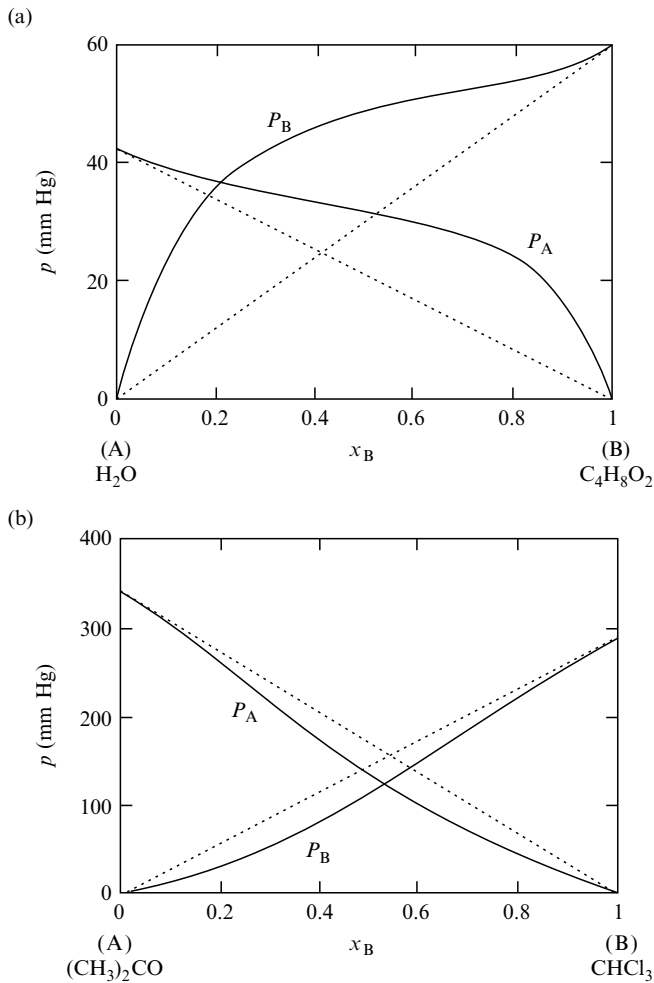 (a)
60
P_B
40
p (mm Hg)
P_A
20
0
0 0.2 0.4 0.6 0.8 1
(A) x_B (B)
H₂O C₄H₈O₂
(b)
400
300
p (mm Hg)
P_A
200
100
P_B
0
0 0.2 0.4 0.6 0.8 1
(A) x_B (B)
(CH₃)₂CO CHCl₃